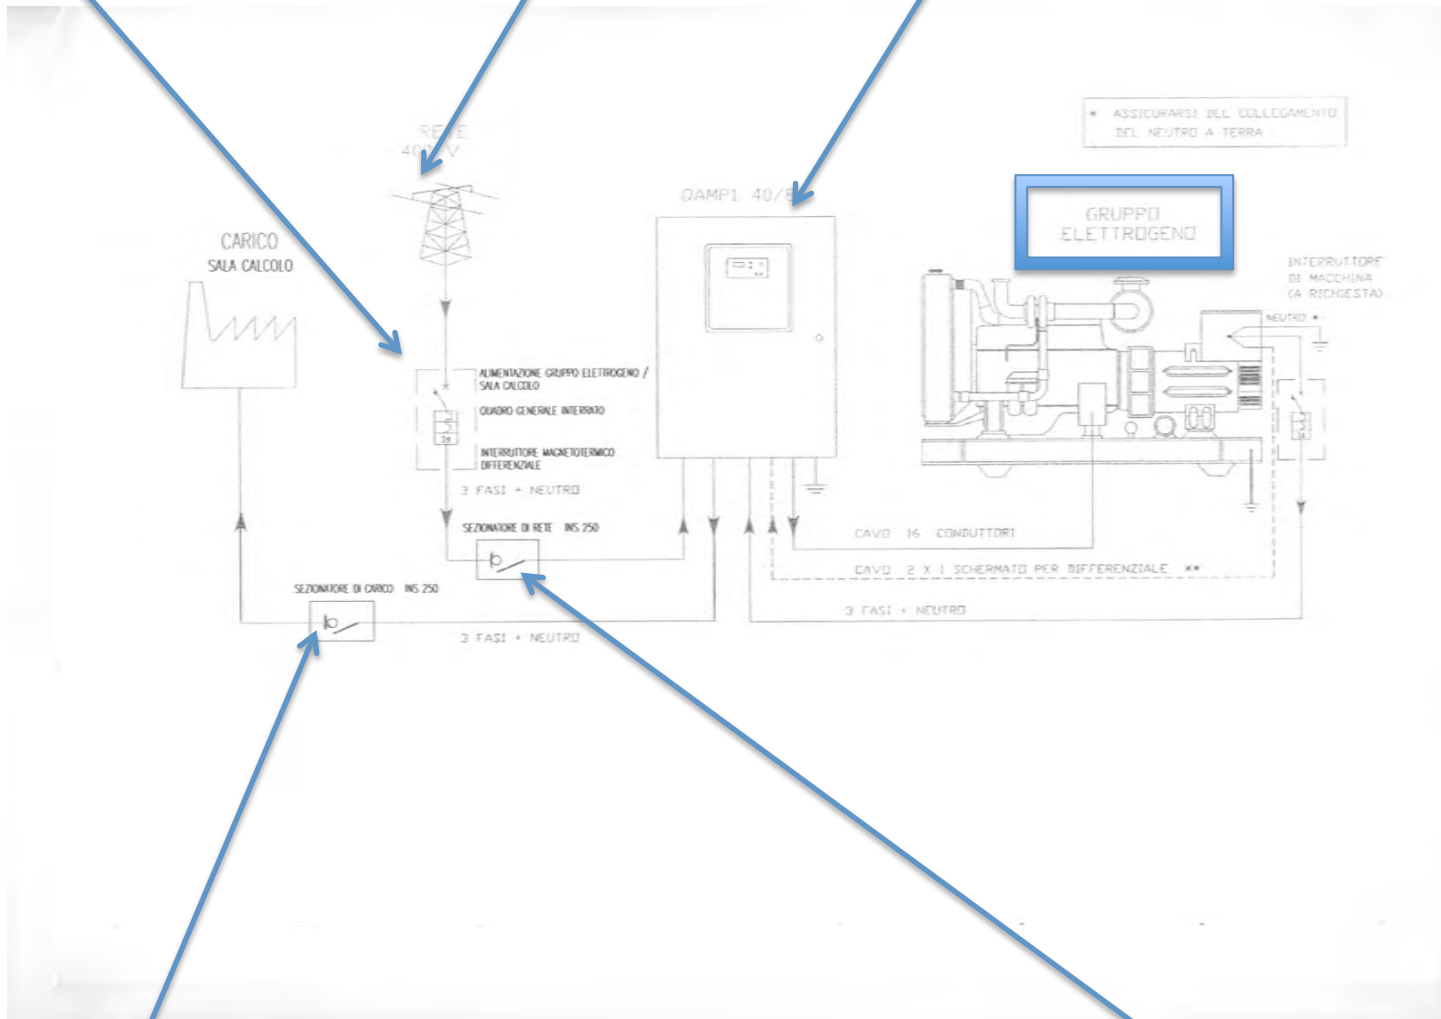 RETE
* ASSICURARSI DEL COLLEGAMENTO
DEL NEUTRO A TERRA
QAMP1 40/
GRUPPO
ELETTROGENO
CARICO
SALA CALCOLO
INTERRUTTORE
DI MACCHINA
(A RICHIESTA)
NEUTRO *
ALIMENTAZIONE GRUPPO ELETTROGENO /
SALA CALCOLO
QUADRO GENERALE INTERRATO
Id
INTERRUTTORE MAGNETOTERMICO
DIFFERENZIALE
3 FASI + NEUTRO
SEZIONATORE DI RETE INS 250
CAVO 16 CONDUTTORI
CAVO 2 X 1 SCHERMATO PER DIFFERENZIALE **
SEZIONATORE DI CARICO INS 250
3 FASI + NEUTRO
3 FASI + NEUTRO